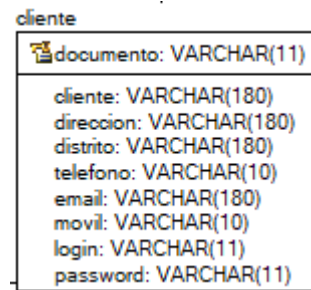 cliente
documento: VARCHAR(11)
cliente: VARCHAR(180)
direccion: VARCHAR(180)
distrito: VARCHAR(180)
telefono: VARCHAR(10)
email: VARCHAR(180)
movil: VARCHAR(10)
login: VARCHAR(11)
password: VARCHAR(11)